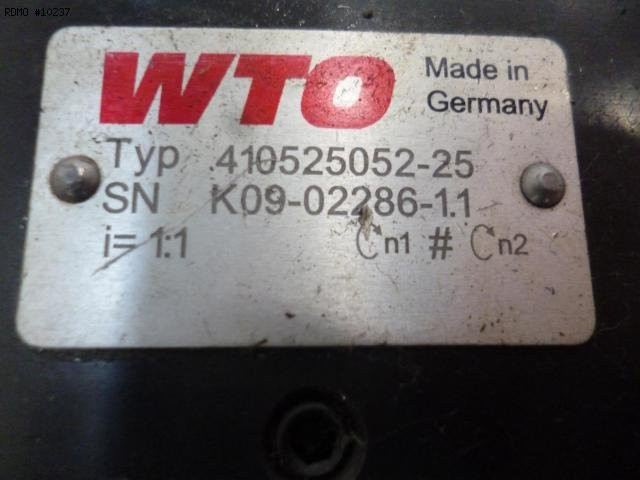 RDMO #10237
WTO
Made in
Germany
Typ 410525052-25
SN K09-02286-1.1
i= 1:1 n1 # n2